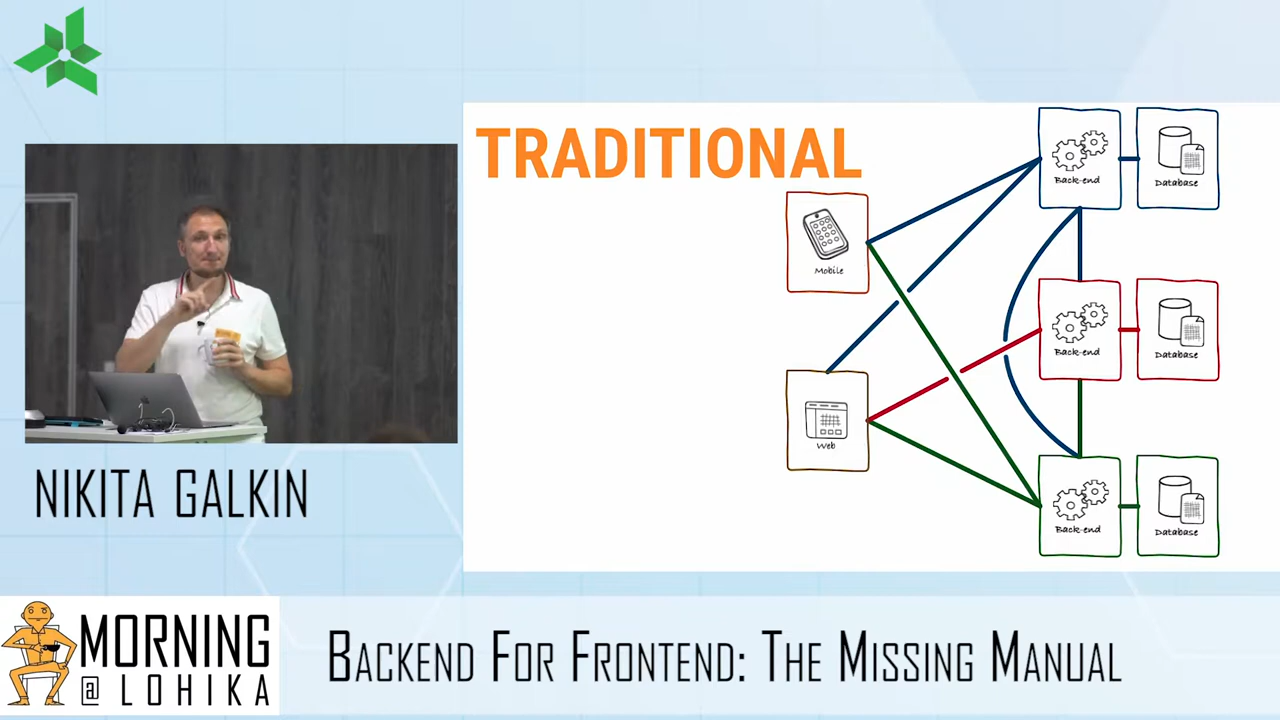 TRADITIONAL
Back-end
Database
Mobile
Back-end
Database
Web
Back-end
Database
NIKITA GALKIN
MORNING
@LOHIKA
BACKEND FOR FRONTEND: THE MISSING MANUAL